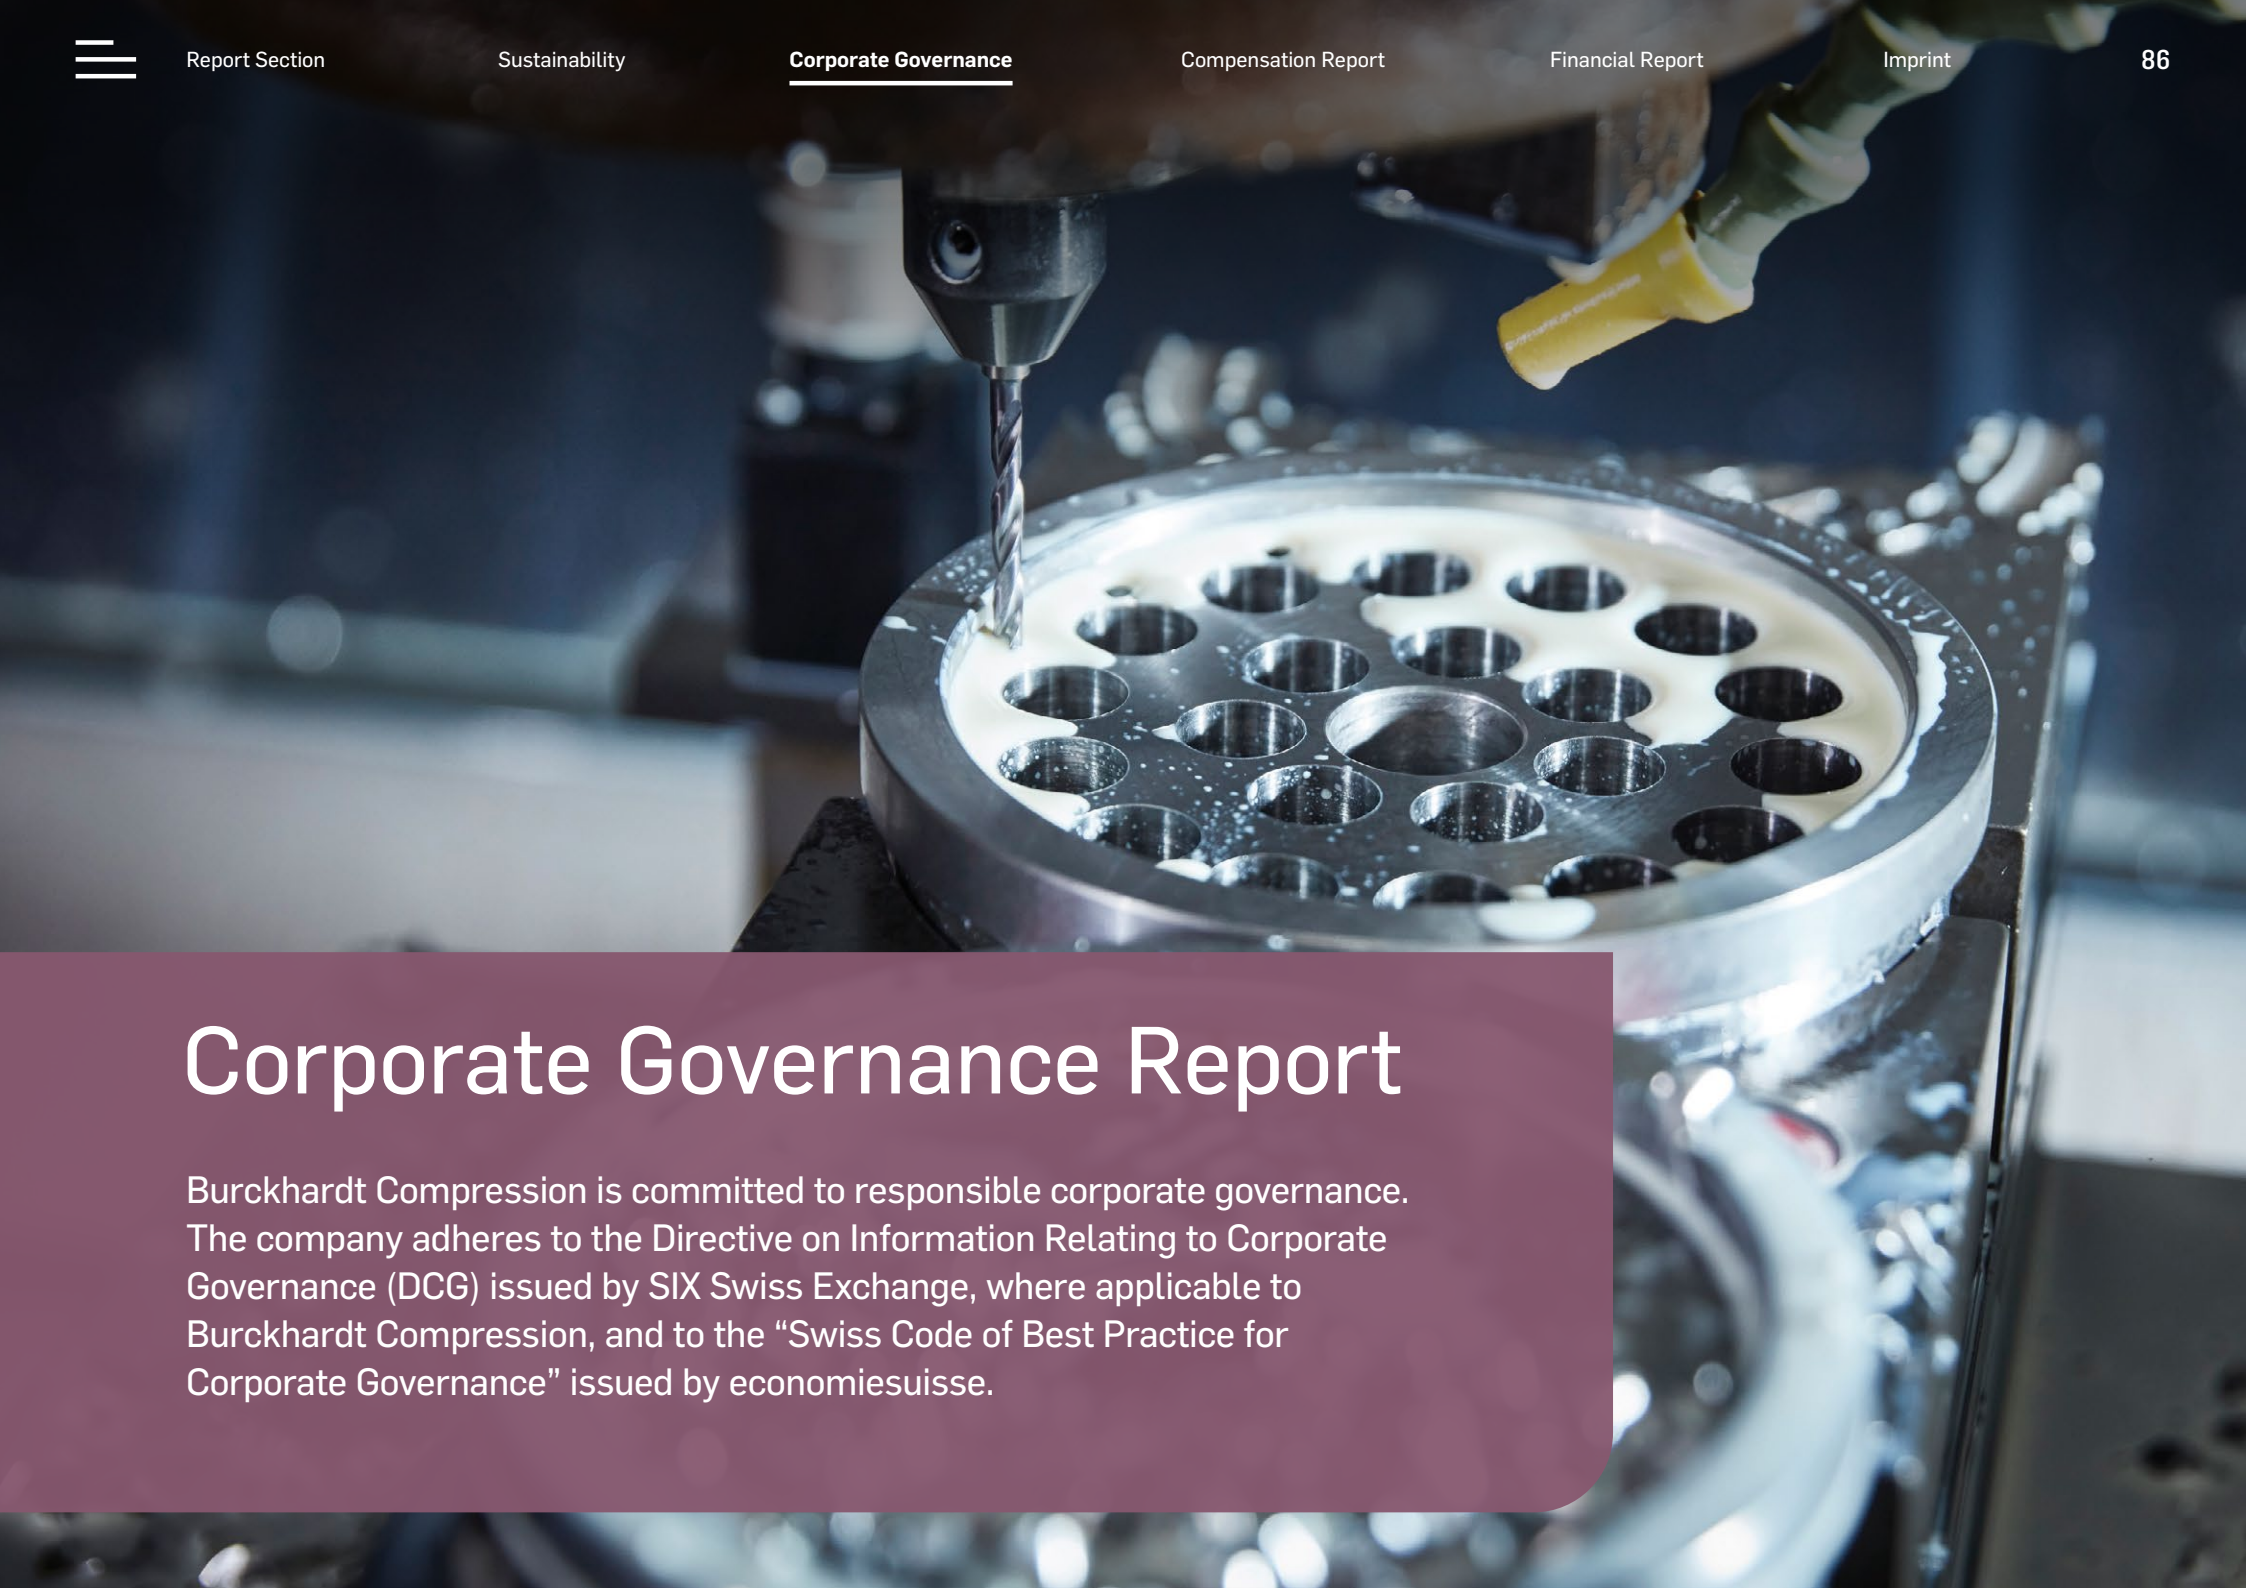 Report Section Sustainability Corporate Governance Compensation Report Financial Report Imprint 86
Corporate Governance Report
Burckhardt Compression is committed to responsible corporate governance.
The company adheres to the Directive on Information Relating to Corporate
Governance (DCG) issued by SIX Swiss Exchange, where applicable to
Burckhardt Compression, and to the “Swiss Code of Best Practice for
Corporate Governance” issued by economiesuisse.